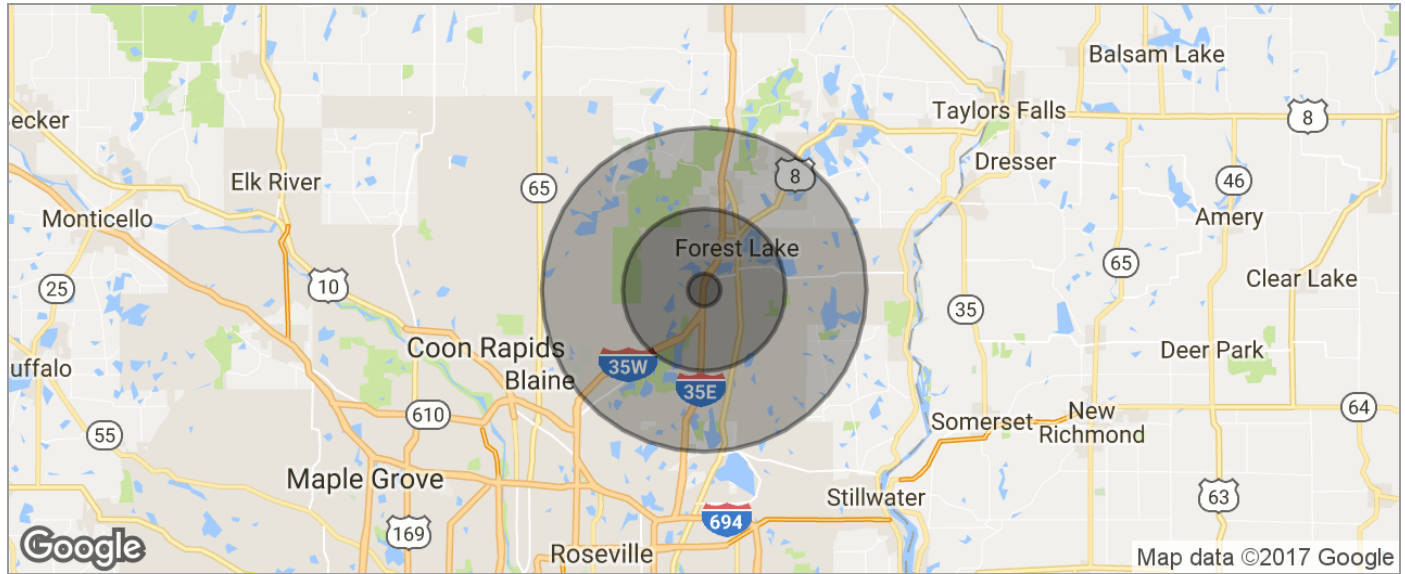 Balsam Lake
Taylors Falls
8
ecker
Dresser
8
Elk River
65
46
Monticello
Amery
Forest Lake
65
25
10
Clear Lake
35
Coon Rapids
Deer Park
35W
uffalo
Blaine
35E
610
64
55
Somerset
New
Richmond
Maple Grove
Stillwater
63
694
169
Google
Roseville
Map data ©2017 Google